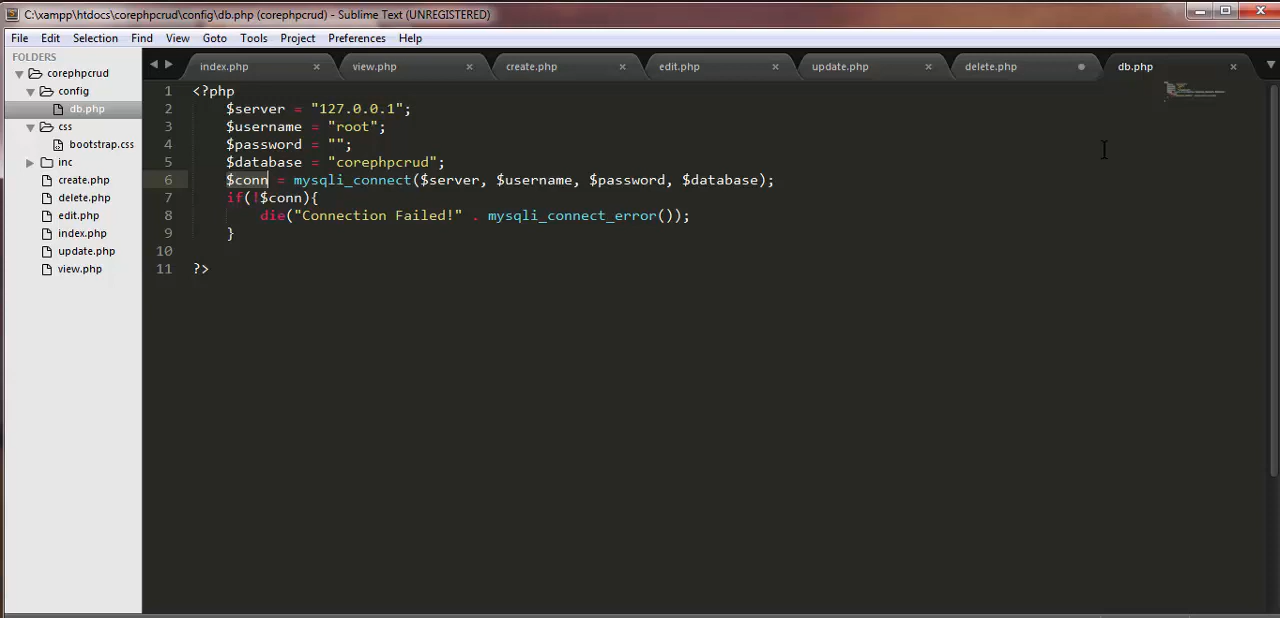 C:\xampp\htdocs\corephpcrud\config\db.php (corephpcrud) - Sublime Text (UNREGISTERED)
File Edit Selection Find View Goto Tools Project Preferences Help
FOLDERS
corephpcrud
config
db.php
css
bootstrap.css
inc
create.php
delete.php
edit.php
index.php
update.php
view.php
index.php × view.php × create.php × edit.php × update.php × delete.php db.php ×
1 <?php
2 $server = "127.0.0.1";
3 $username = "root";
4 $password = "";
5 $database = "corephpcrud";
6 $conn = mysqli_connect($server, $username, $password, $database);
7 if(!$conn){
8 die("Connection Failed!" . mysqli_connect_error());
9 }
10
11 ?>